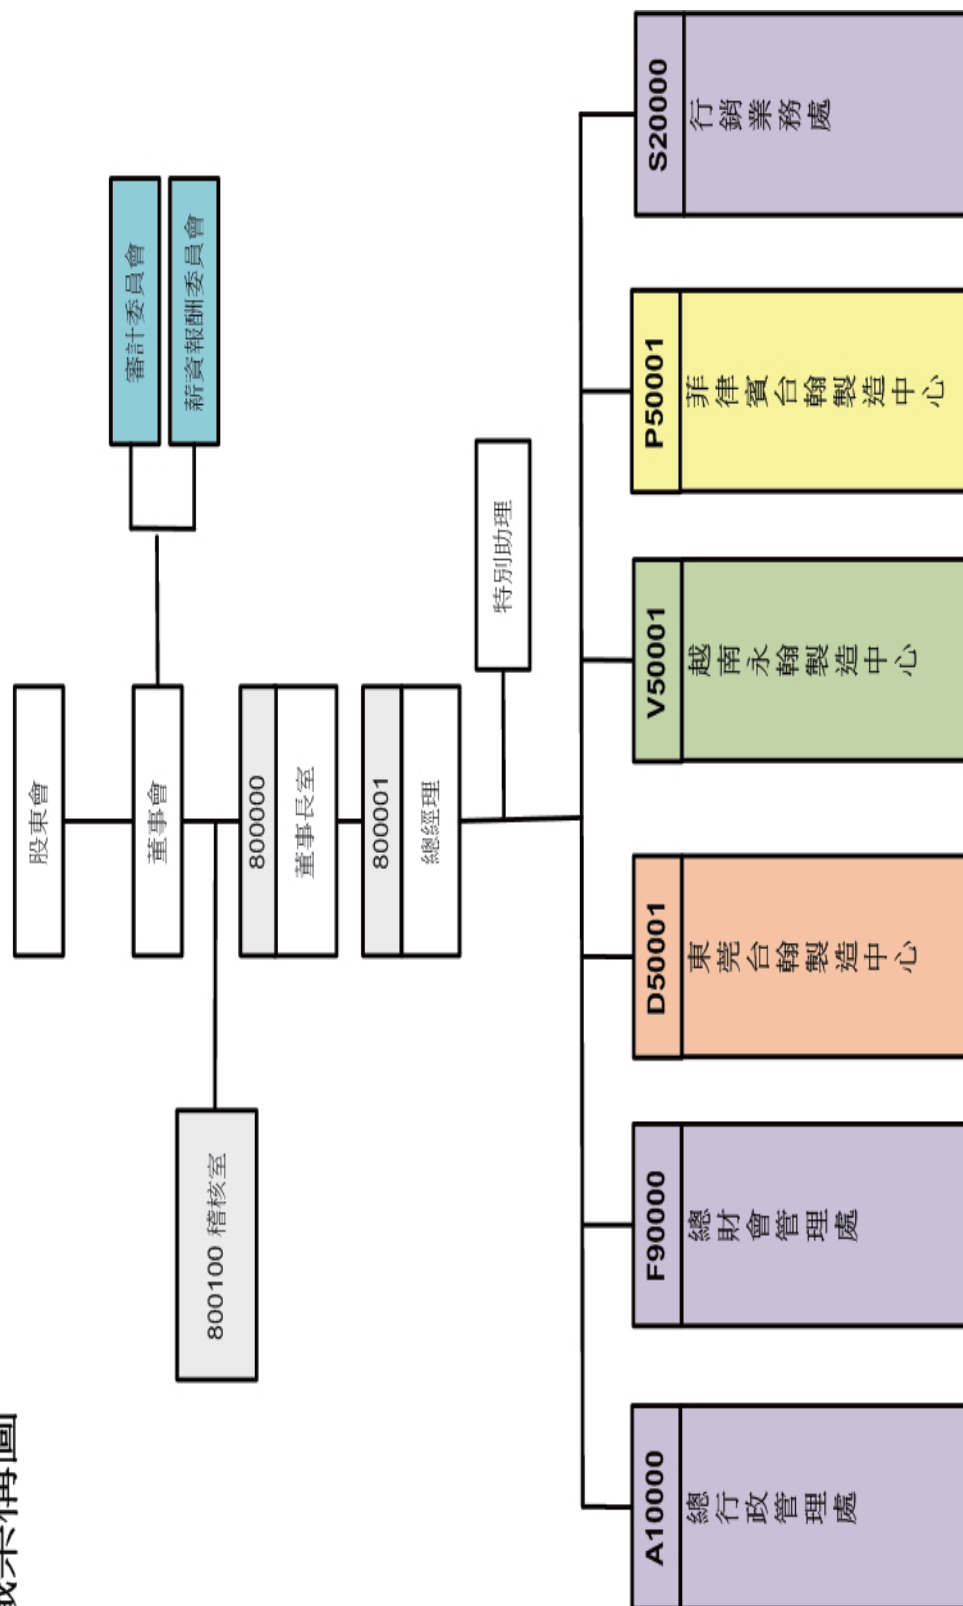 織架構圖
股東會
審計委員會
董事會
薪資報酬委員會
800100 稽核室
800000
董事長室
800001
總經理
特別助理
A10000
總行政管理處
F90000
總財會管理處
D50001
東莞台翰製造中心
V50001
越南永翰製造中心
P50001
菲律賓台翰製造中心
S20000
行銷業務處